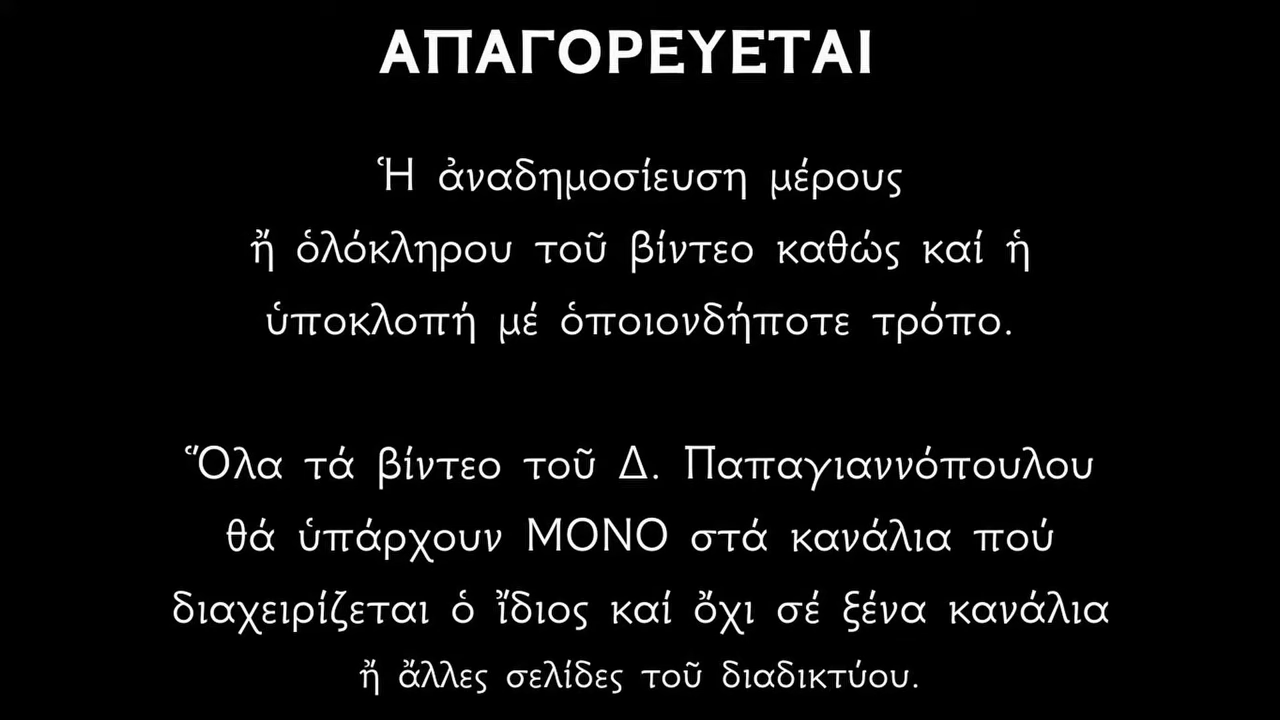 ΑΠΑΓΟΡΕΥΕΤΑΙ
Ἡ ἀναδημοσίευση μέρους
ἤ ὁλόκληρου τοῦ βίντεο καθώς καί ἡ
ὑποκλοπή μέ ὁποιονδήποτε τρόπο.
Ὅλα τά βίντεο τοῦ Δ. Παπαγιαννόπουλου
θά ὑπάρχουν ΜΟΝΟ στά κανάλια πού
διαχειρίζεται ὁ ἴδιος καί ὄχι σέ ξένα κανάλια
ἤ ἄλλες σελίδες τοῦ διαδικτύου.